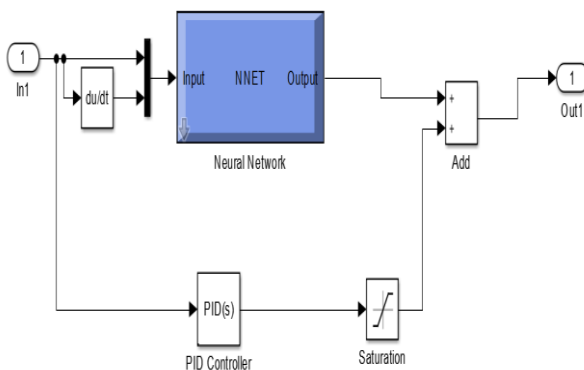 1
In1
du/dt
Input NNET Output
Neural Network
+
+
Add
1
Out1
PID(s)
PID Controller
Saturation